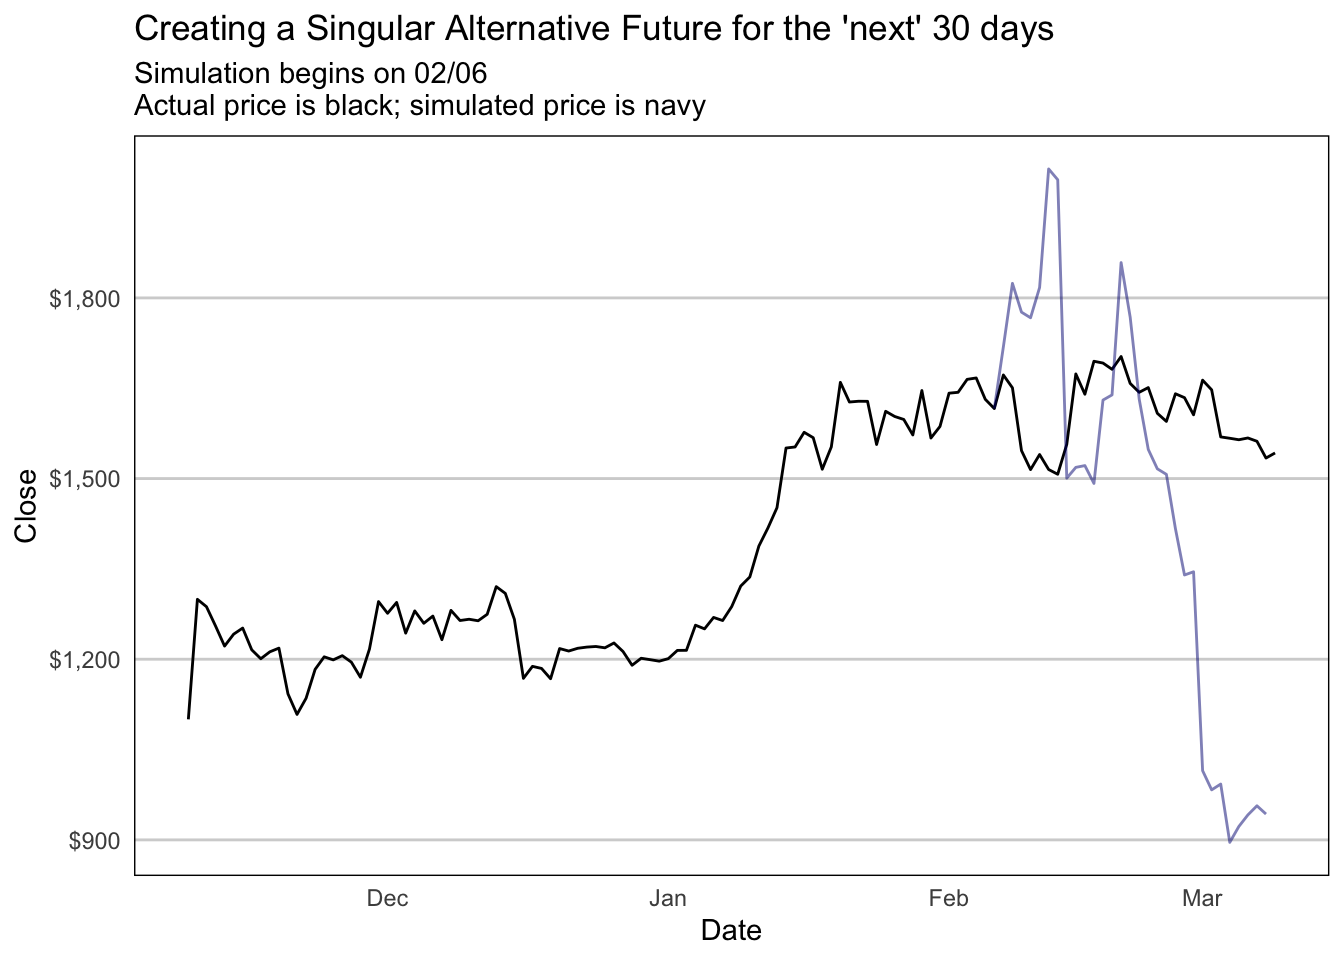 Creating a Singular Alternative Future for the 'next' 30 days
Simulation begins on 02/06
Actual price is black; simulated price is navy
$1,800
$1,500
$1,200
$900
Close
Dec
Jan
Feb
Mar
Date